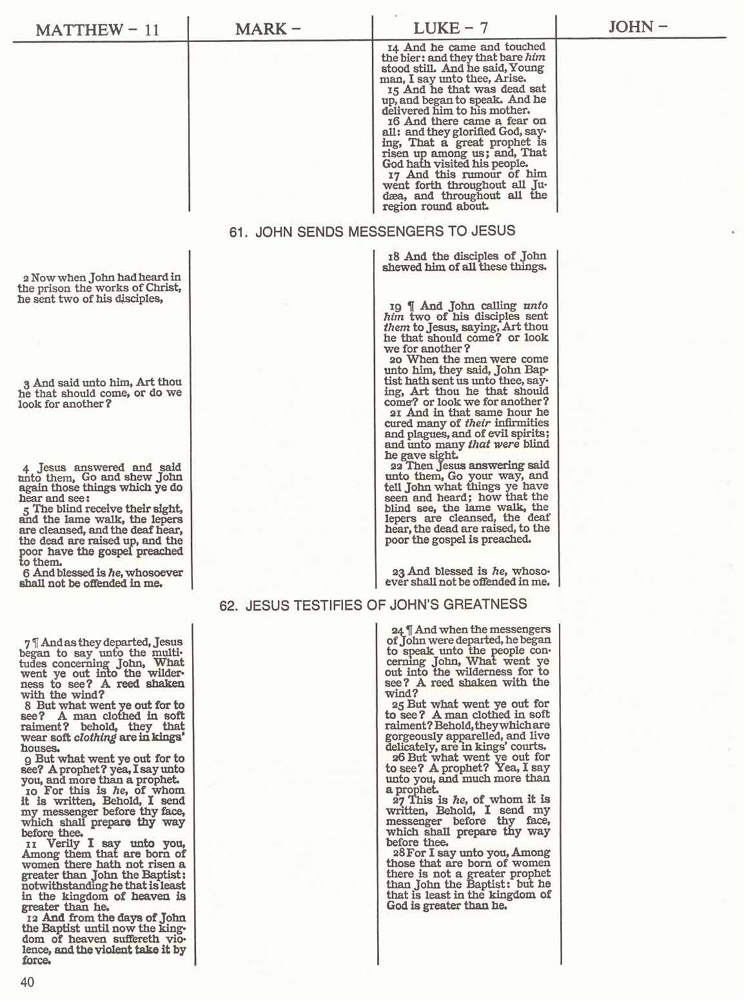 MATTHEW – 11
MARK –
LUKE – 7
JOHN –
14 And he came and touched
the bier: and they that bare him
stood still. And he said, Young
man, I say unto thee, Arise.
15 And he that was dead sat
up, and began to speak. And he
delivered him to his mother.
16 And there came a fear on
all: and they glorified God, say-
ing, That a great prophet is
risen up among us; and, That
God hath visited his people.
17 And this rumour of him
went forth throughout all Ju-
dæa, and throughout all the
region round about.
61. JOHN SENDS MESSENGERS TO JESUS
2 Now when John had heard in
the prison the works of Christ,
he sent two of his disciples,
3 And said unto him, Art thou
he that should come, or do we
look for another?
4 Jesus answered and said
unto them, Go and shew John
again those things which ye do
hear and see:
5 The blind receive their sight,
and the lame walk, the lepers
are cleansed, and the deaf hear,
the dead are raised up, and the
poor have the gospel preached
to them.
6 And blessed is he, whosoever
shall not be offended in me.
18 And the disciples of John
shewed him of all these things.
19 ¶ And John calling unto
him two of his disciples sent
them to Jesus, saying, Art thou
he that should come? or look
we for another?
20 When the men were come
unto him, they said, John Bap-
tist hath sent us unto thee, say-
ing, Art thou he that should
come? or look we for another?
21 And in that same hour he
cured many of their infirmities
and plagues, and of evil spirits;
and unto many that were blind
he gave sight.
22 Then Jesus answering said
unto them, Go your way, and
tell John what things ye have
seen and heard; how that the
blind see, the lame walk, the
lepers are cleansed, the deaf
hear, the dead are raised, to the
poor the gospel is preached.
23 And blessed is he, whoso-
ever shall not be offended in me.
62. JESUS TESTIFIES OF JOHN'S GREATNESS
7 ¶ And as they departed, Jesus
began to say unto the multi-
tudes concerning John, What
went ye out into the wilder-
ness to see? A reed shaken
with the wind?
8 But what went ye out for to
see? A man clothed in soft
raiment? behold, they that
wear soft clothing are in kings'
houses.
9 But what went ye out for to
see? A prophet? yea, I say unto
you, and more than a prophet.
10 For this is he, of whom
it is written, Behold, I send
my messenger before thy face,
which shall prepare thy way
before thee.
11 Verily I say unto you,
Among them that are born of
women there hath not risen a
greater than John the Baptist:
notwithstanding he that is least
in the kingdom of heaven is
greater than he.
12 And from the days of John
the Baptist until now the king-
dom of heaven suffereth vio-
lence, and the violent take it by
force.
24 ¶ And when the messengers
of John were departed, he began
to speak unto the people con-
cerning John, What went ye
out into the wilderness for to
see? A reed shaken with the
wind?
25 But what went ye out for
to see? A man clothed in soft
raiment? Behold, they which are
gorgeously apparelled, and live
delicately, are in kings' courts.
26 But what went ye out for
to see? A prophet? Yea, I say
unto you, and much more than
a prophet.
27 This is he, of whom it is
written, Behold, I send my
messenger before thy face,
which shall prepare thy way
before thee.
28 For I say unto you, Among
those that are born of women
there is not a greater prophet
than John the Baptist: but he
that is least in the kingdom of
God is greater than he.
40